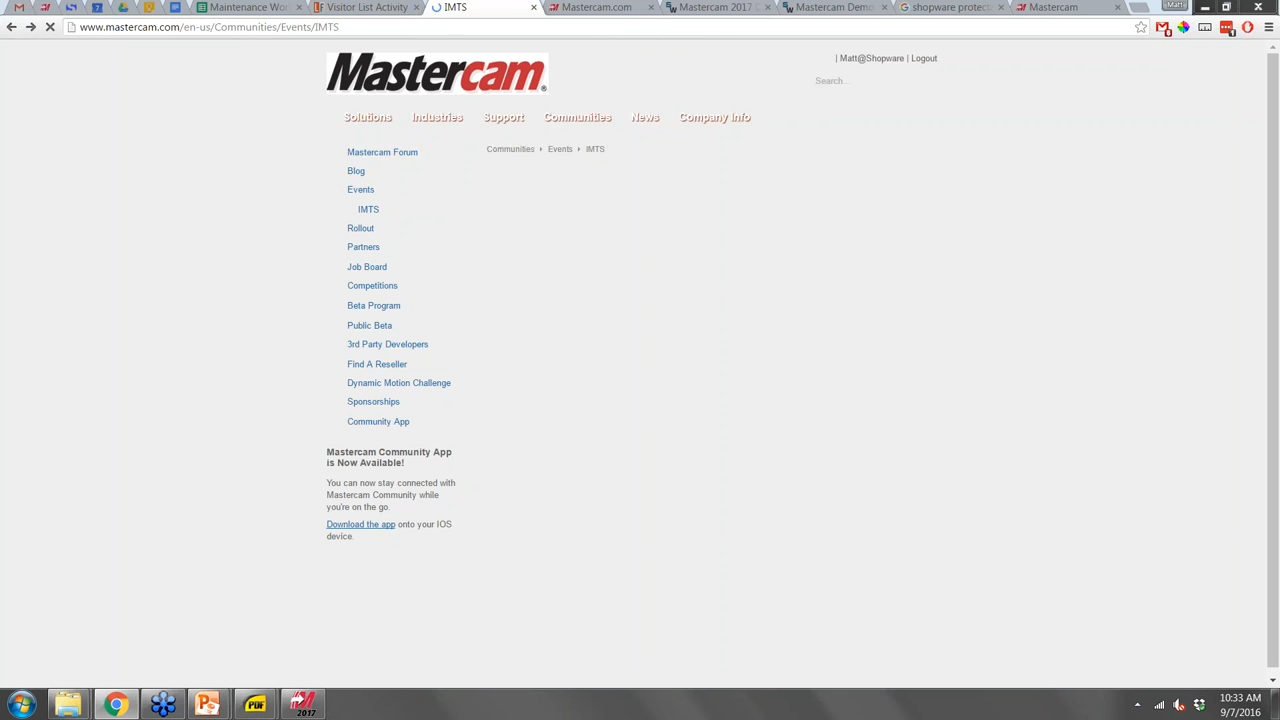 Maintenance Wo
Visitor List Activity
IMTS
Mastercam.com
Mastercam 2017
Mastercam Demo
shopware protect
Mastercam
Matt
www.mastercam.com/en-us/Communities/Events/IMTS
Mastercam®
| Matt@Shopware | Logout
Search...
Solutions Industries Support Communities News Company Info
Communities Events IMTS
Mastercam Forum
Blog
Events
IMTS
Rollout
Partners
Job Board
Competitions
Beta Program
Public Beta
3rd Party Developers
Find A Reseller
Dynamic Motion Challenge
Sponsorships
Community App
Mastercam Community App
is Now Available!
You can now stay connected with
Mastercam Community while
you're on the go.
Download the app onto your IOS
device.
PDF
2017
10:33 AM
9/7/2016